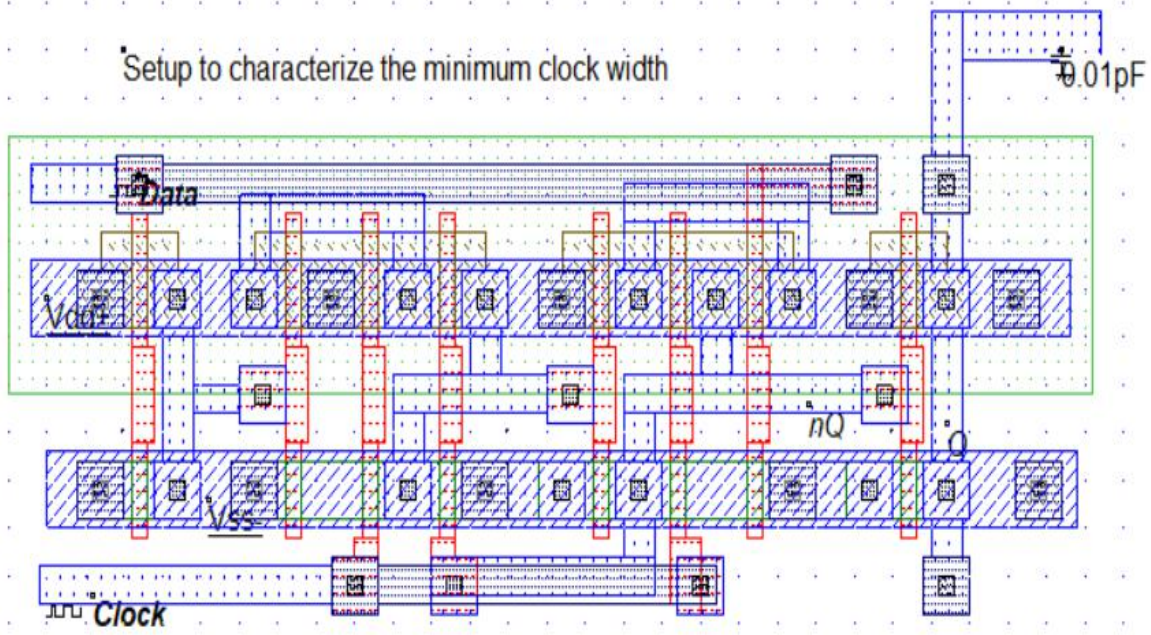 Setup to characterize the minimum clock width
0.01pF
Data
Vdd+
nQ
Q
Vss-
Clock